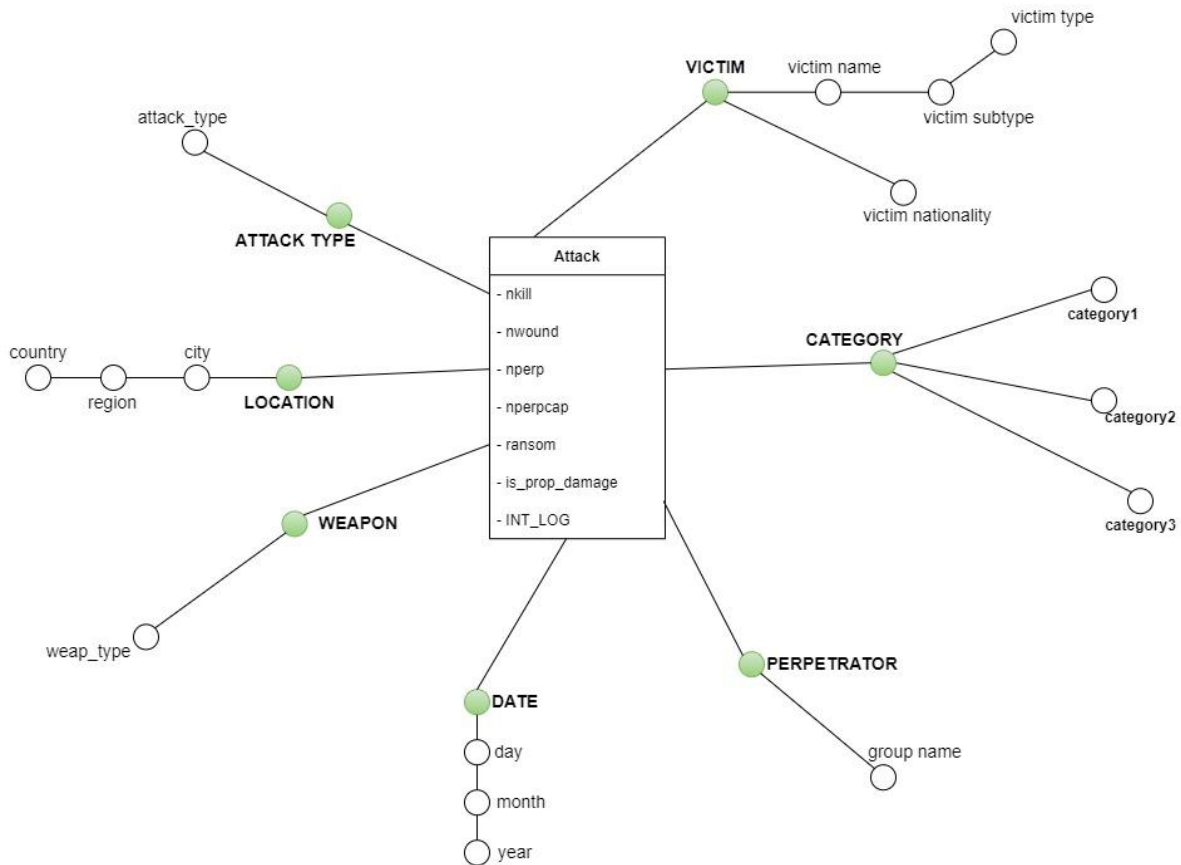 victim type
VICTIM
victim name
victim subtype
attack_type
victim nationality
ATTACK TYPE
Attack
- nkill
- nwound
- nperp
- nperpcap
- ransom
- is_prop_damage
- INT_LOG
category1
CATEGORY
category2
category3
country
city
region
LOCATION
WEAPON
weap_type
PERPETRATOR
group name
DATE
day
month
year